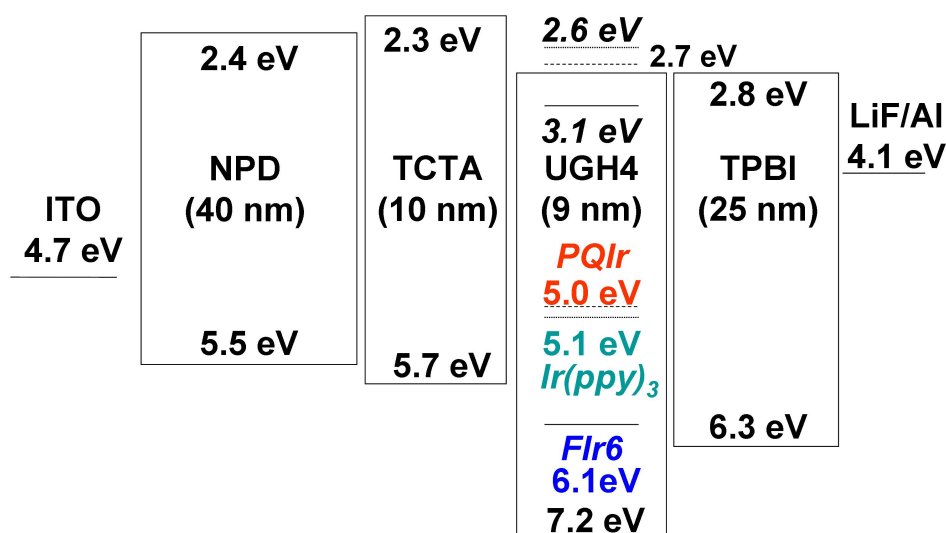 ITO
4.7 eV
2.4 eV
NPD
(40 nm)
5.5 eV
2.3 eV
TCTA
(10 nm)
5.7 eV
2.6 eV
2.7 eV
3.1 eV
UGH4
(9 nm)
PQIr
5.0 eV
5.1 eV
Ir(ppy)3
FIr6
6.1eV
7.2 eV
2.8 eV
TPBI
(25 nm)
6.3 eV
LiF/Al
4.1 eV